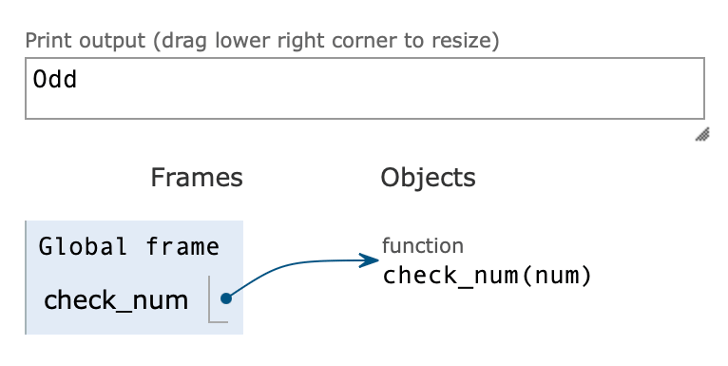 Print output (drag lower right corner to resize)
Odd
Frames
Objects
Global frame
check_num
function
check_num(num)